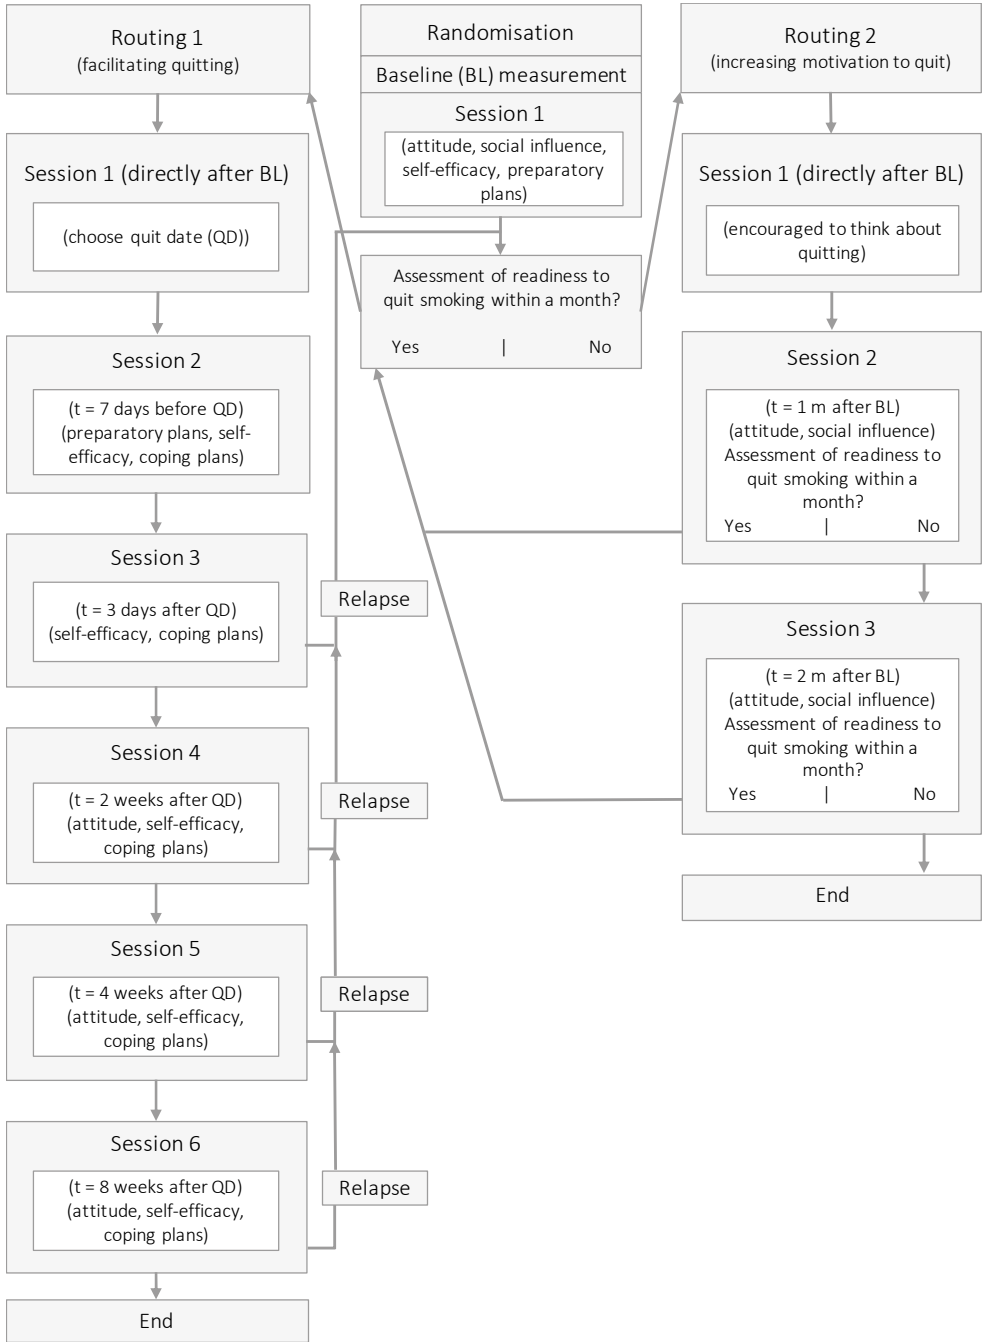 Routing 1
(facilitating quitting)
Session 1 (directly after BL)
(choose quit date (QD))
Session 2
(t = 7 days before QD)
(preparatory plans, self-
efficacy, coping plans)
Session 3
(t = 3 days after QD)
(self-efficacy, coping plans)
Session 4
(t = 2 weeks after QD)
(attitude, self-efficacy,
coping plans)
Session 5
(t = 4 weeks after QD)
(attitude, self-efficacy,
coping plans)
Session 6
(t = 8 weeks after QD)
(attitude, self-efficacy,
coping plans)
End
Randomisation
Baseline (BL) measurement
Session 1
(attitude, social influence,
self-efficacy, preparatory
plans)
Assessment of readiness to
quit smoking within a month?
Yes | No
Relapse
Relapse
Relapse
Relapse
Routing 2
(increasing motivation to quit)
Session 1 (directly after BL)
(encouraged to think about
quitting)
Session 2
(t = 1 m after BL)
(attitude, social influence)
Assessment of readiness to
quit smoking within a
month?
Yes | No
Session 3
(t = 2 m after BL)
(attitude, social influence)
Assessment of readiness to
quit smoking within a
month?
Yes | No
End